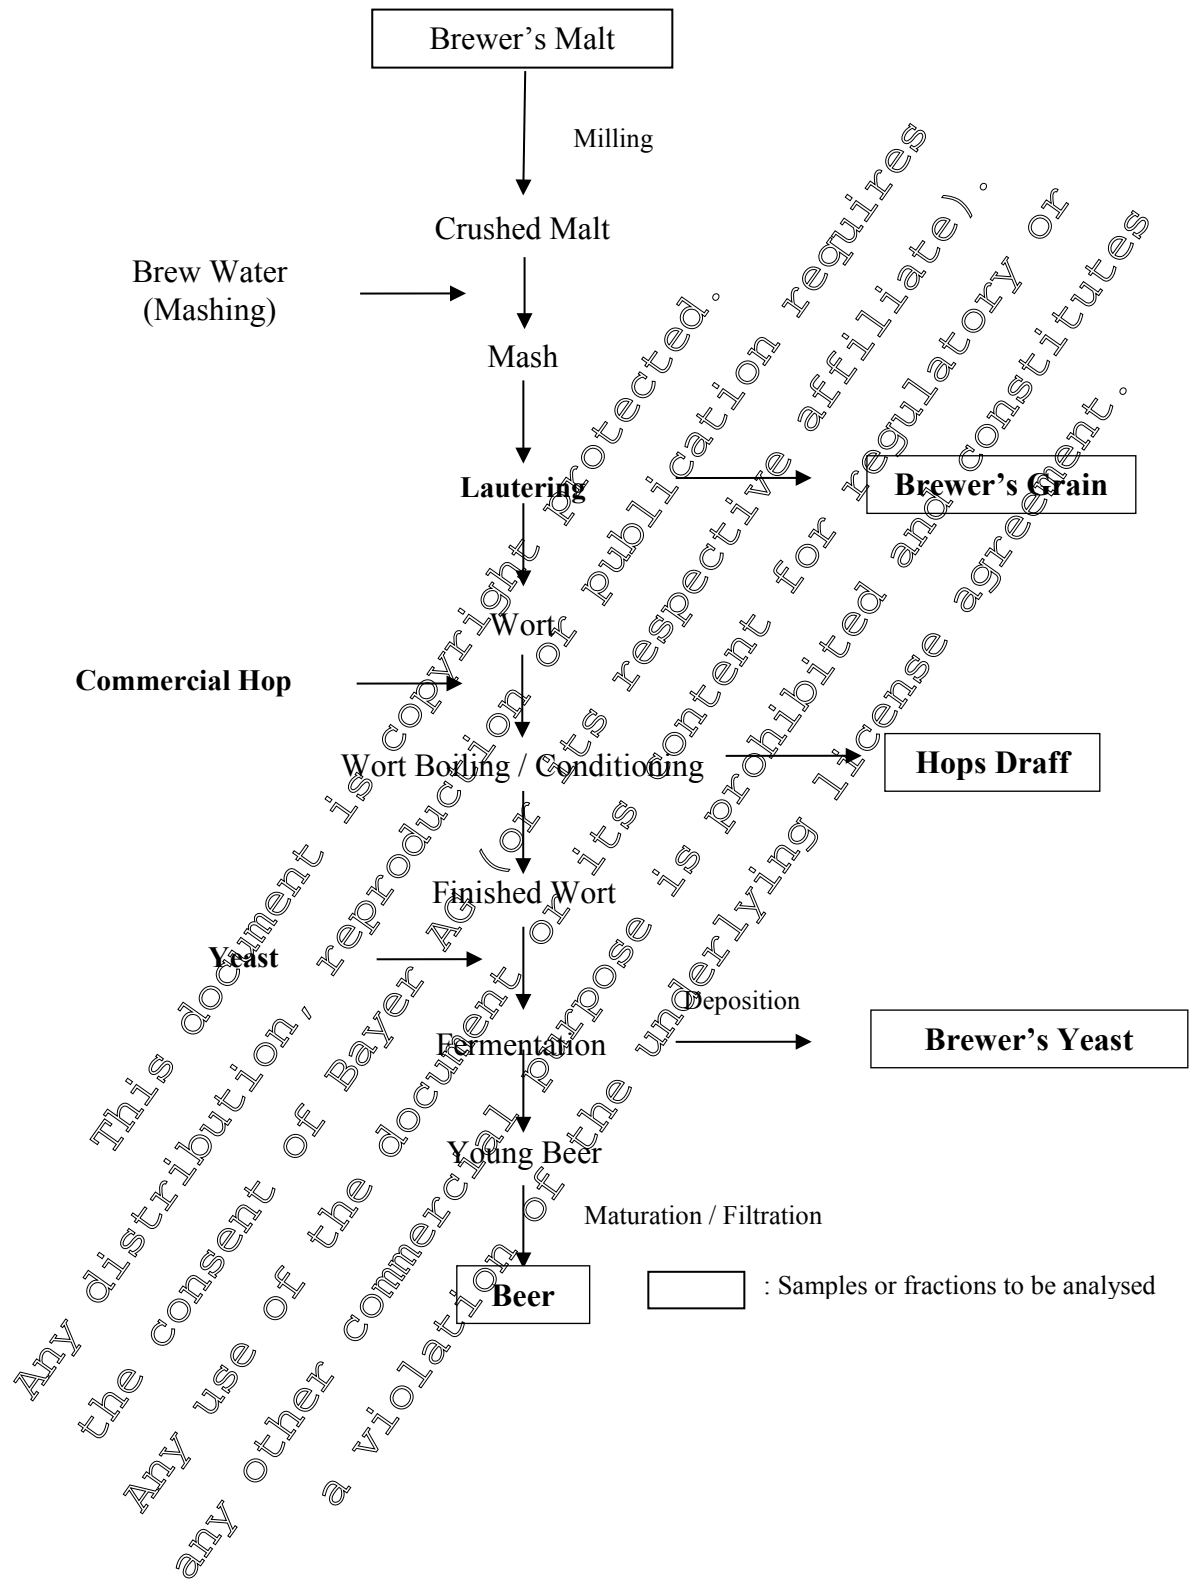 Brewer’s Malt
Milling
Crushed Malt
Brew Water
(Mashing)
Mash
Lautering
Brewer’s Grain
Wort
Commercial Hop
Wort Boiling / Conditioning
Hops Draff
Finished Wort
Yeast
Deposition
Fermentation
Brewer’s Yeast
Young Beer
Maturation / Filtration
Beer
: Samples or fractions to be analysed
This document is copyright protected.
Any distribution, reproduction or publication requires
the consent of Bayer AG (or its respective affiliate).
Any use of the document or its content for regulatory or
any other commercial purpose is prohibited and constitutes
a violation of the underlying license agreement.